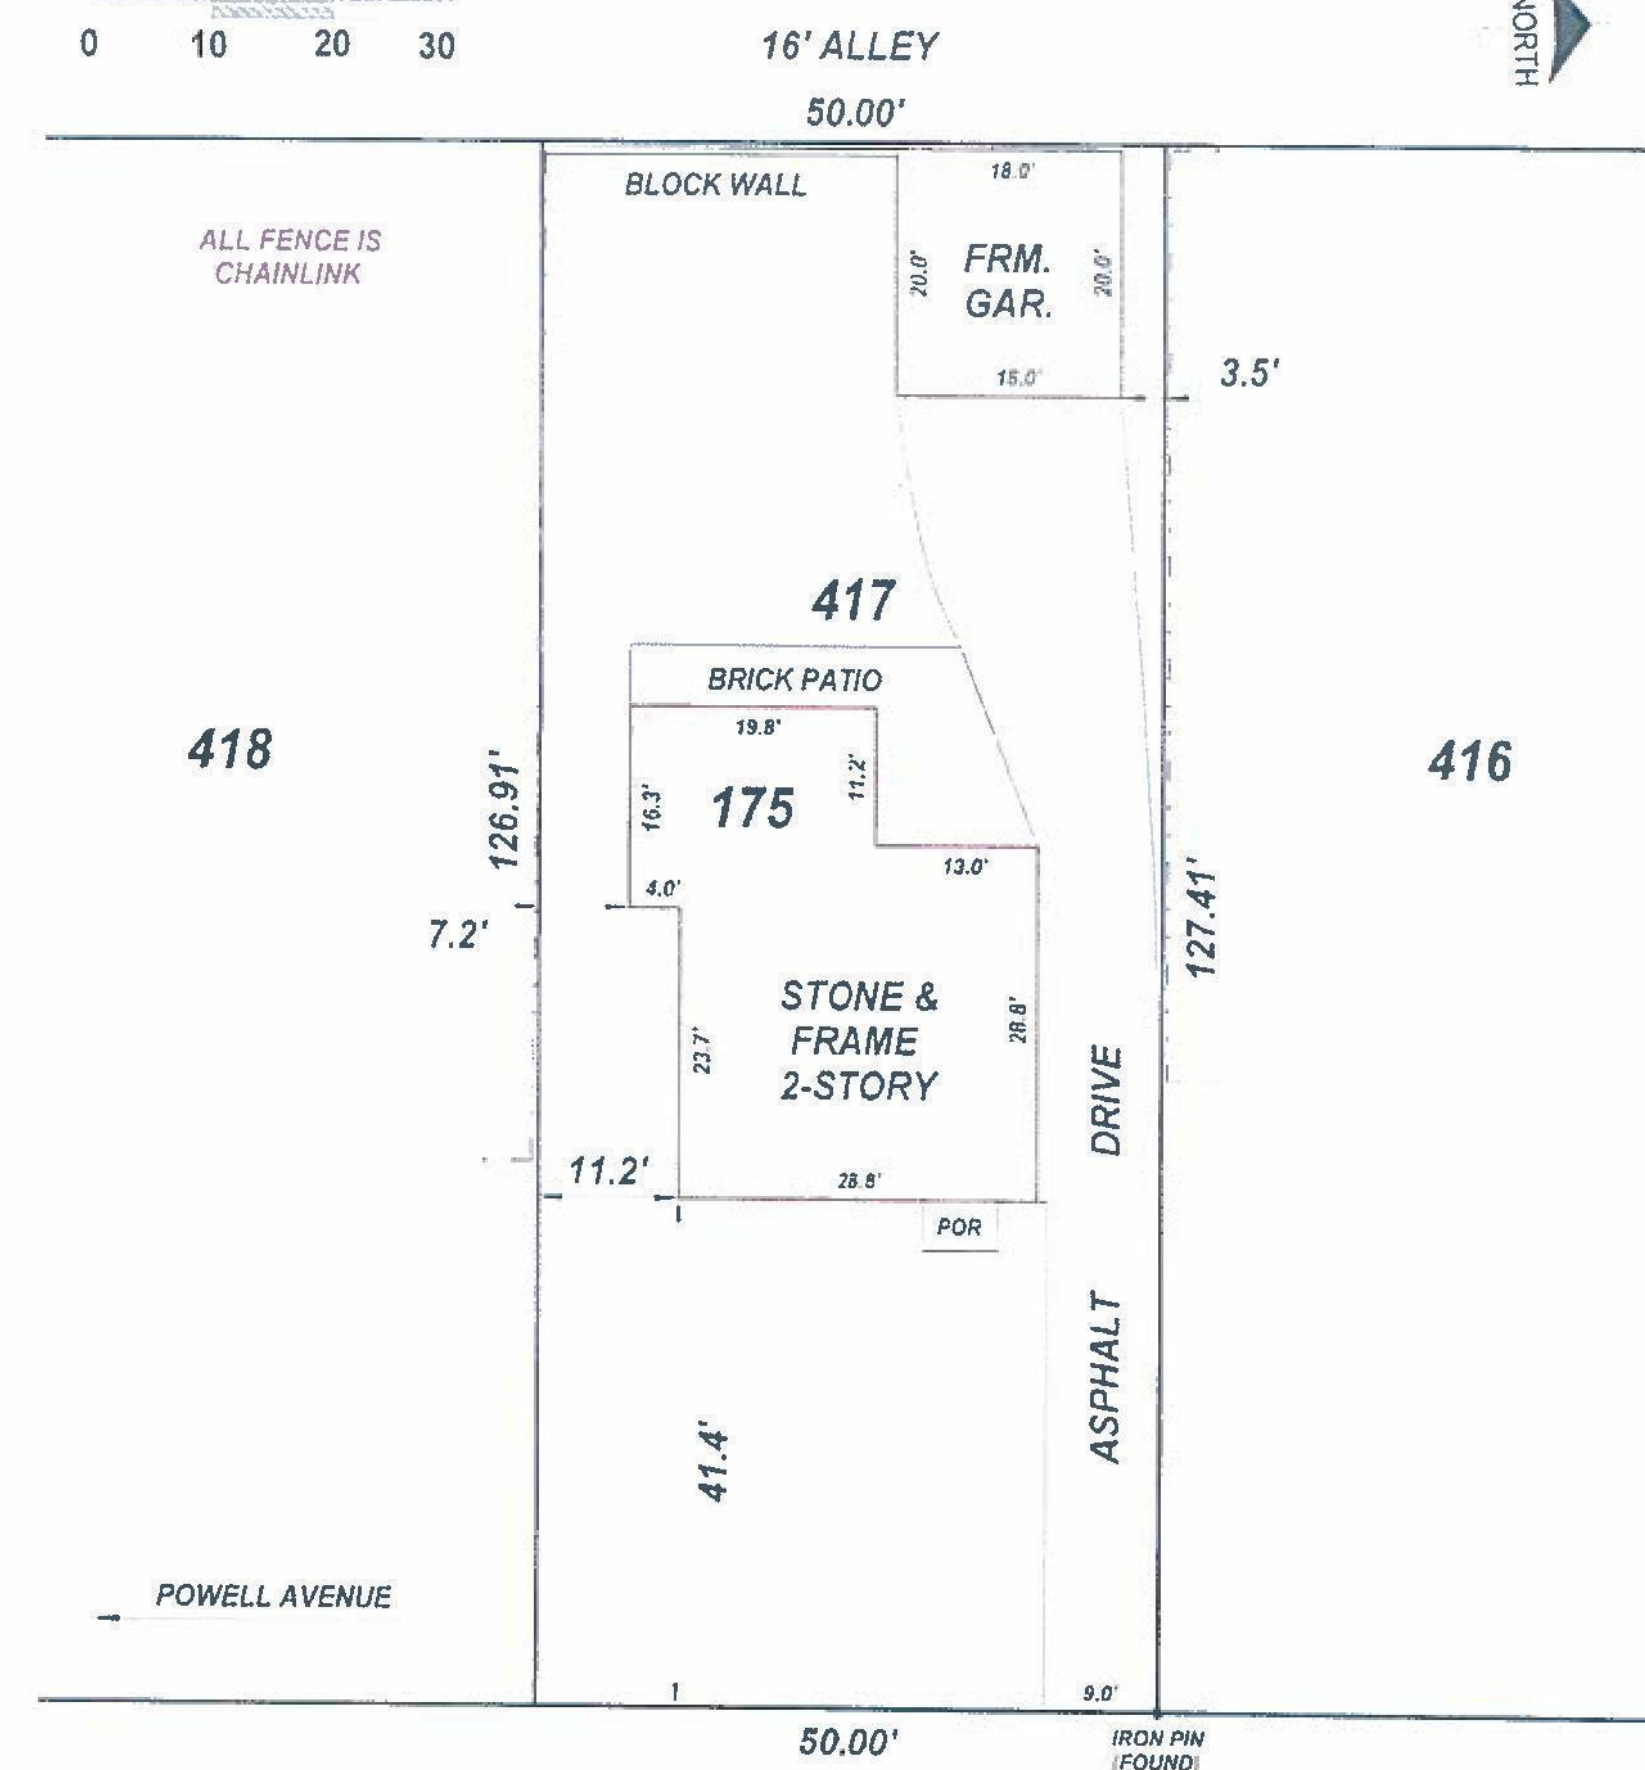 0 10 20 30
16' ALLEY
NORTH
50.00'
BLOCK WALL
18.0'
ALL FENCE IS
CHAINLINK
20.0'
FRM.
GAR.
20.0'
3.5'
417
BRICK PATIO
19.8'
11.2'
16.3'
175
418
416
126.91'
4.0'
13.0'
7.2'
127.41'
STONE &
FRAME
2-STORY
23.7'
28.8'
11.2'
28.8'
POR
ASPHALT DRIVE
41.4'
POWELL AVENUE
9.0'
50.00'
IRON PIN
(FOUND)